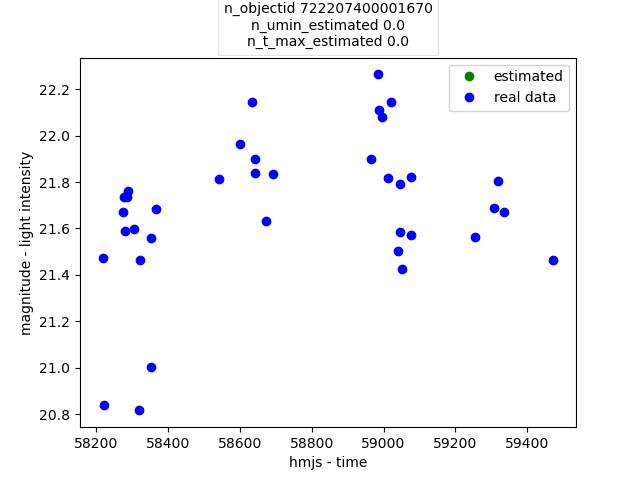 n_objectid 722207400001670
n_umin_estimated 0.0
n_t_max_estimated 0.0
estimated
real data
magnitude - light intensity
22.2
22.0
21.8
21.6
21.4
21.2
21.0
20.8
58200 58400 58600 58800 59000 59200 59400
hmjs - time